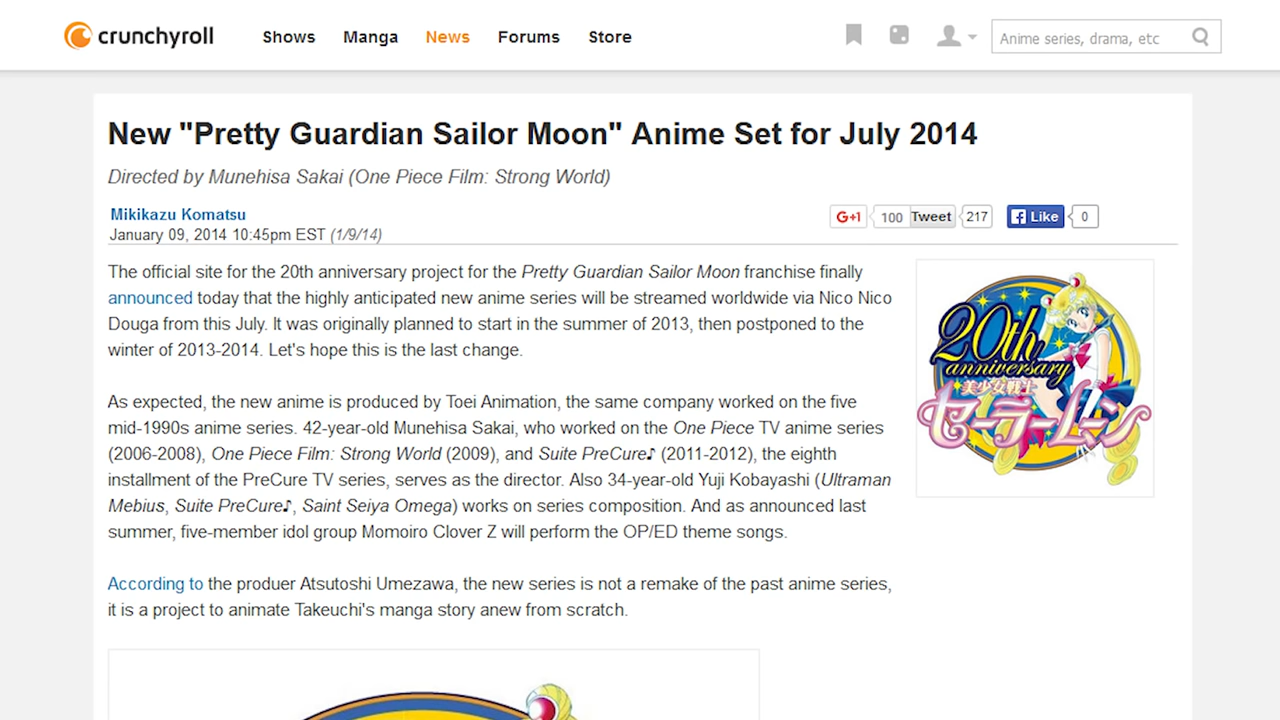 crunchyroll Shows Manga News Forums Store Anime series, drama, etc
New "Pretty Guardian Sailor Moon" Anime Set for July 2014
Directed by Munehisa Sakai (One Piece Film: Strong World)
Mikikazu Komatsu
G+1 100 Tweet 217 Like 0
January 09, 2014 10:45pm EST (1/9/14)
The official site for the 20th anniversary project for the Pretty Guardian Sailor Moon franchise finally
announced today that the highly anticipated new anime series will be streamed worldwide via Nico Nico
Douga from this July. It was originally planned to start in the summer of 2013, then postponed to the
winter of 2013-2014. Let's hope this is the last change.
20th
anniversary
美少女戦士
セーラームーン
As expected, the new anime is produced by Toei Animation, the same company worked on the five
mid-1990s anime series. 42-year-old Munehisa Sakai, who worked on the One Piece TV anime series
(2006-2008), One Piece Film: Strong World (2009), and Suite PreCure♪ (2011-2012), the eighth
installment of the PreCure TV series, serves as the director. Also 34-year-old Yuji Kobayashi (Ultraman
Mebius, Suite PreCure♪, Saint Seiya Omega) works on series composition. And as announced last
summer, five-member idol group Momoiro Clover Z will perform the OP/ED theme songs.
According to the produer Atsutoshi Umezawa, the new series is not a remake of the past anime series,
it is a project to animate Takeuchi's manga story anew from scratch.